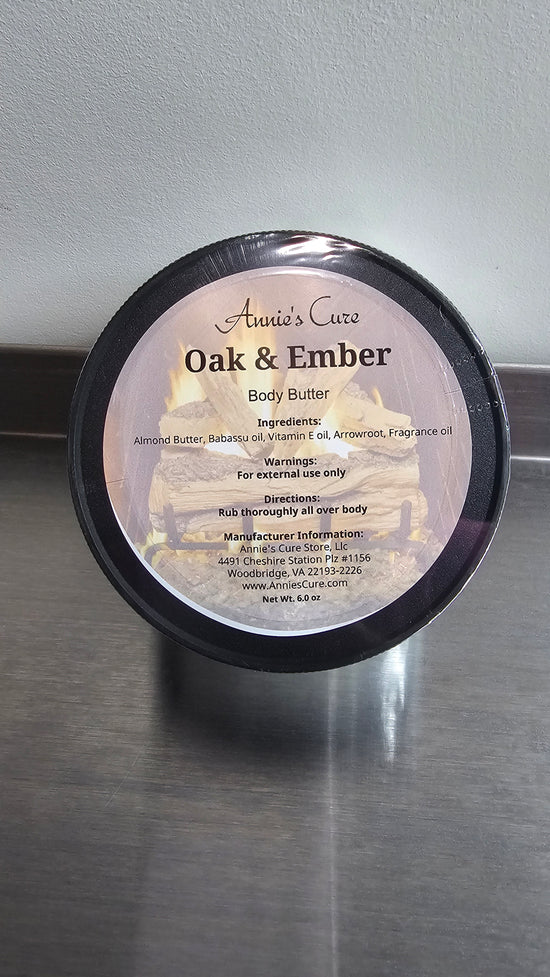 Annie's Cure
Oak & Ember
Body Butter
Ingredients:
Almond Butter, Babassu oil, Vitamin E oil, Arrowroot, Fragrance oil
Warnings:
For external use only
Directions:
Rub thoroughly all over body
Manufacturer Information:
Annie's Cure Store, Llc
4491 Cheshire Station Plz #1156
Woodbridge, VA 22193-2226
www.AnniesCure.com
Net Wt. 6.0 oz